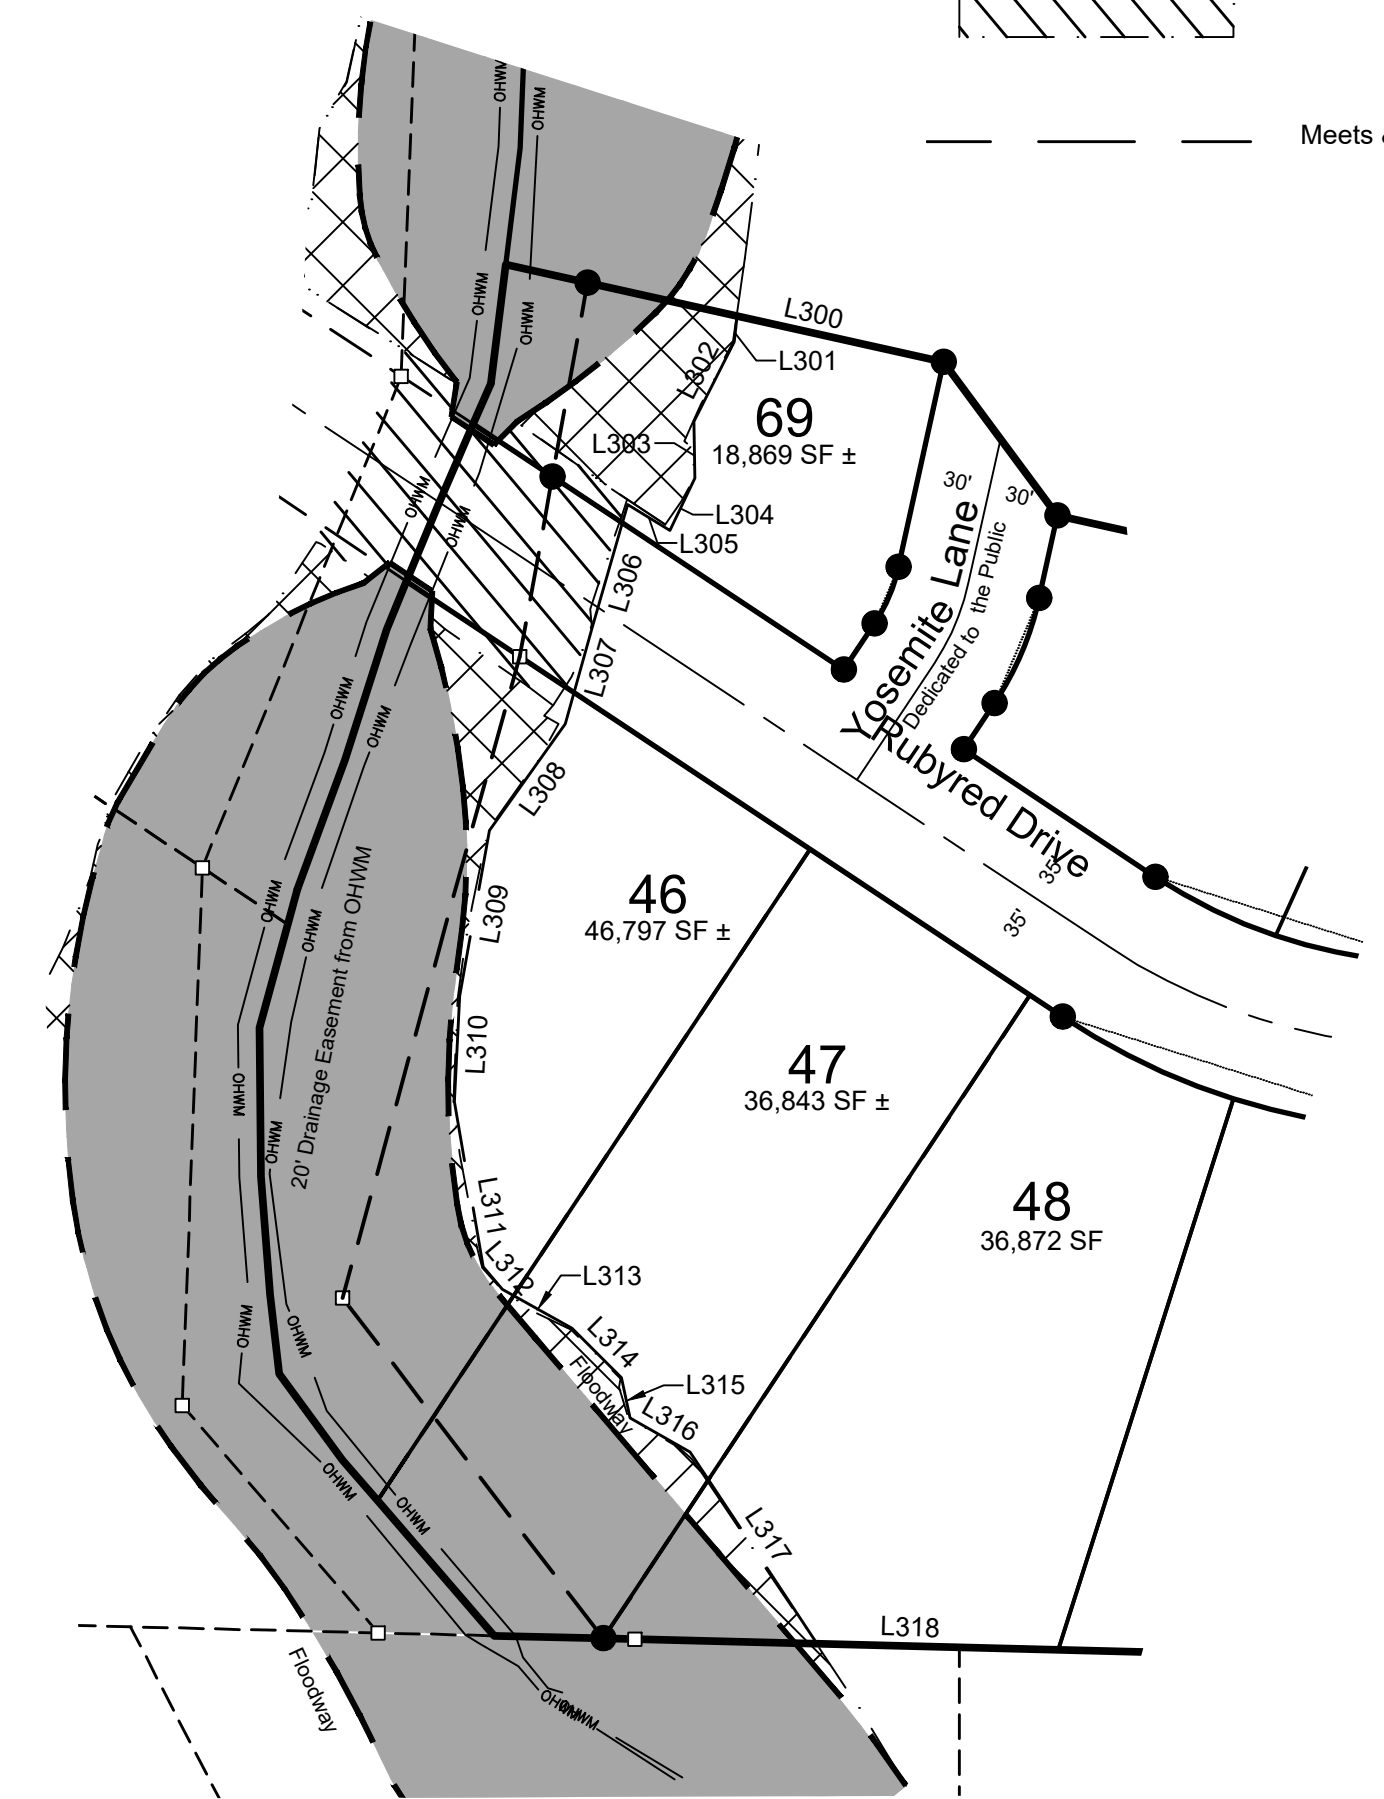 Meets
OHWM
OHWM
OHWM
OHWM
L300
L301
L302
69
18,869 SF ±
L303
L304
L305
30'
30'
Yosemite Lane
Dedicated to the Public
OHWM
OHWM
L306
L307
Rubyred Drive
35'
35'
OHWM
OHWM
L308
46
46,797 SF ±
L309
OHWM
OHWM
20' Drainage Easement from OHWM
L310
47
36,843 SF ±
OHWM
OHWM
L311
48
36,872 SF
L312
L313
OHWM
OHWM
L314
Floodway
L315
L316
OHWM
OHWM
L317
L318
Floodway
OHWM
OHWM